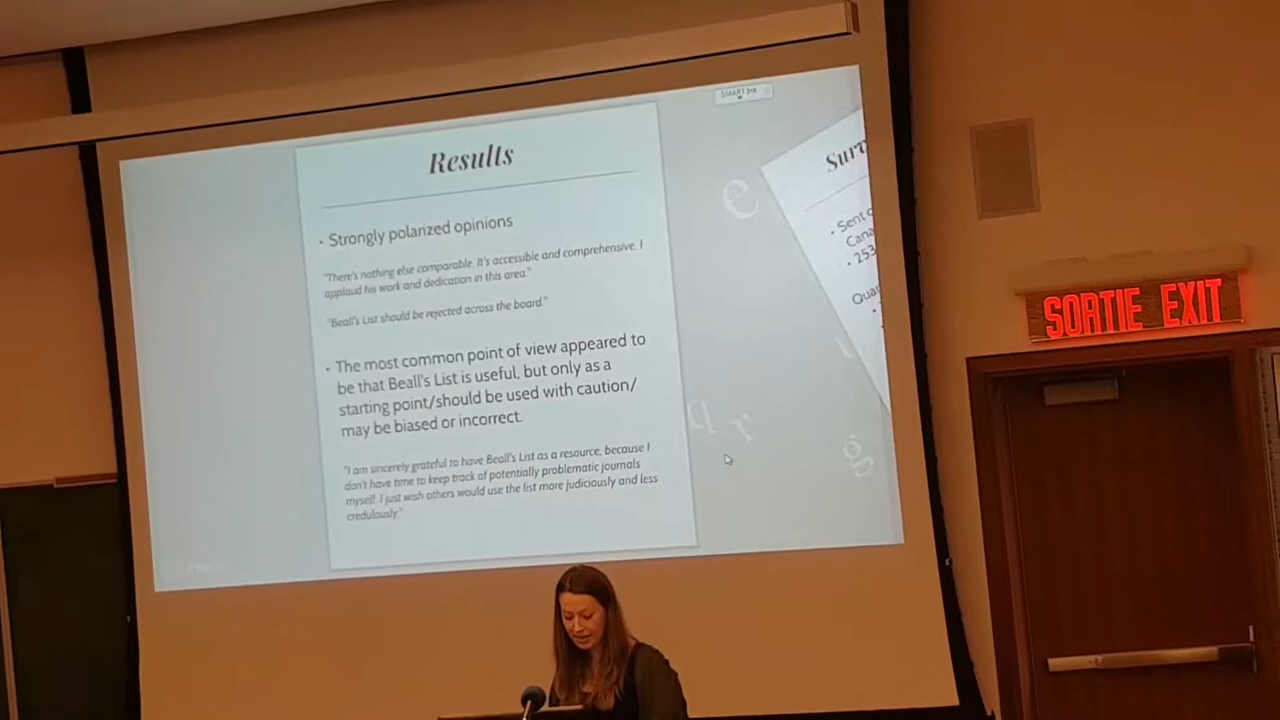 SMART Ink
Results
• Strongly polarized opinions
"There's nothing else comparable. It's accessible and comprehensive. I
applaud his work and dedication in this area."
"Beall's List should be rejected across the board."
• The most common point of view appeared to
be that Beall's List is useful, but only as a
starting point/should be used with caution/
may be biased or incorrect.
"I am sincerely grateful to have Beall's List as a resource, because I
don't have time to keep track of potentially problematic journals
myself. I just wish others would use the list more judiciously and less
credulously."
e
q r
g
• Sent
• 253
SORTIE EXIT